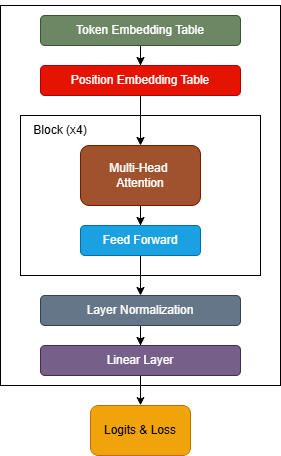 Token Embedding Table
Position Embedding Table
Block (x4)
Multi-Head
Attention
Feed Forward
Layer Normalization
Linear Layer
Logits & Loss